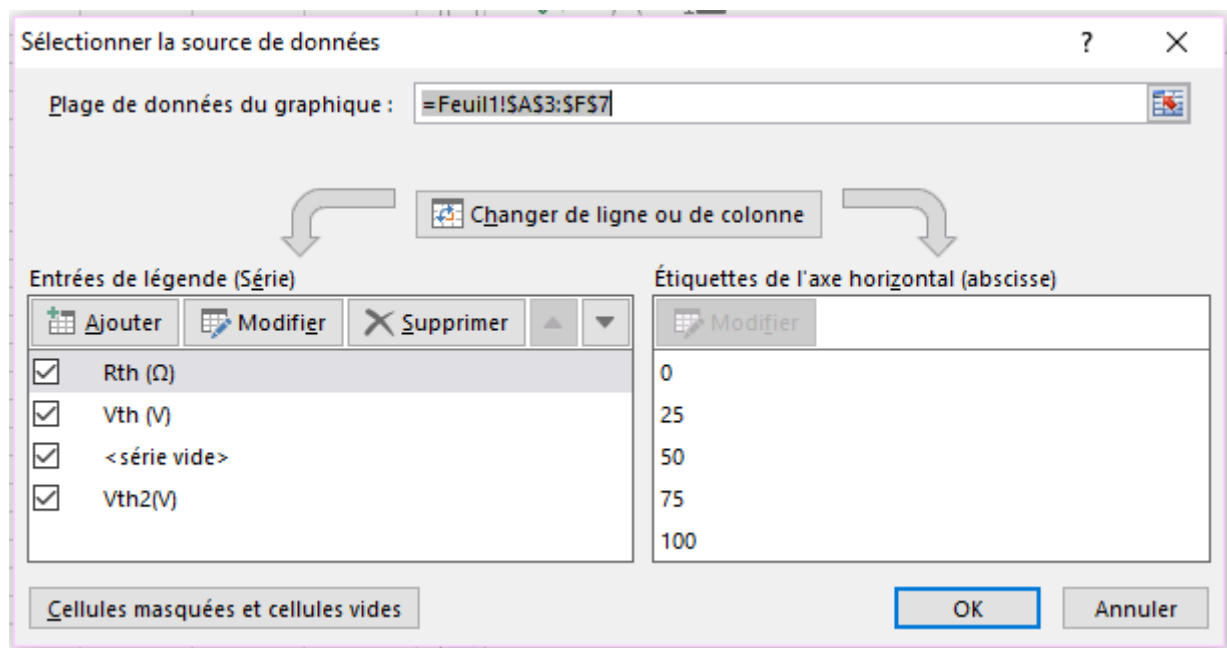 Sélectionner la source de données
?
Plage de données du graphique :
=Feuil1!$A$3:$F$7
Changer de ligne ou de colonne
Entrées de légende (Série)
Étiquettes de l'axe horizontal (abscisse)
Ajouter
Modifier
Supprimer
Modifier
Rth (Ω)
0
Vth (V)
25
<série vide>
50
Vth2(V)
75
100
Cellules masquées et cellules vides
OK
Annuler